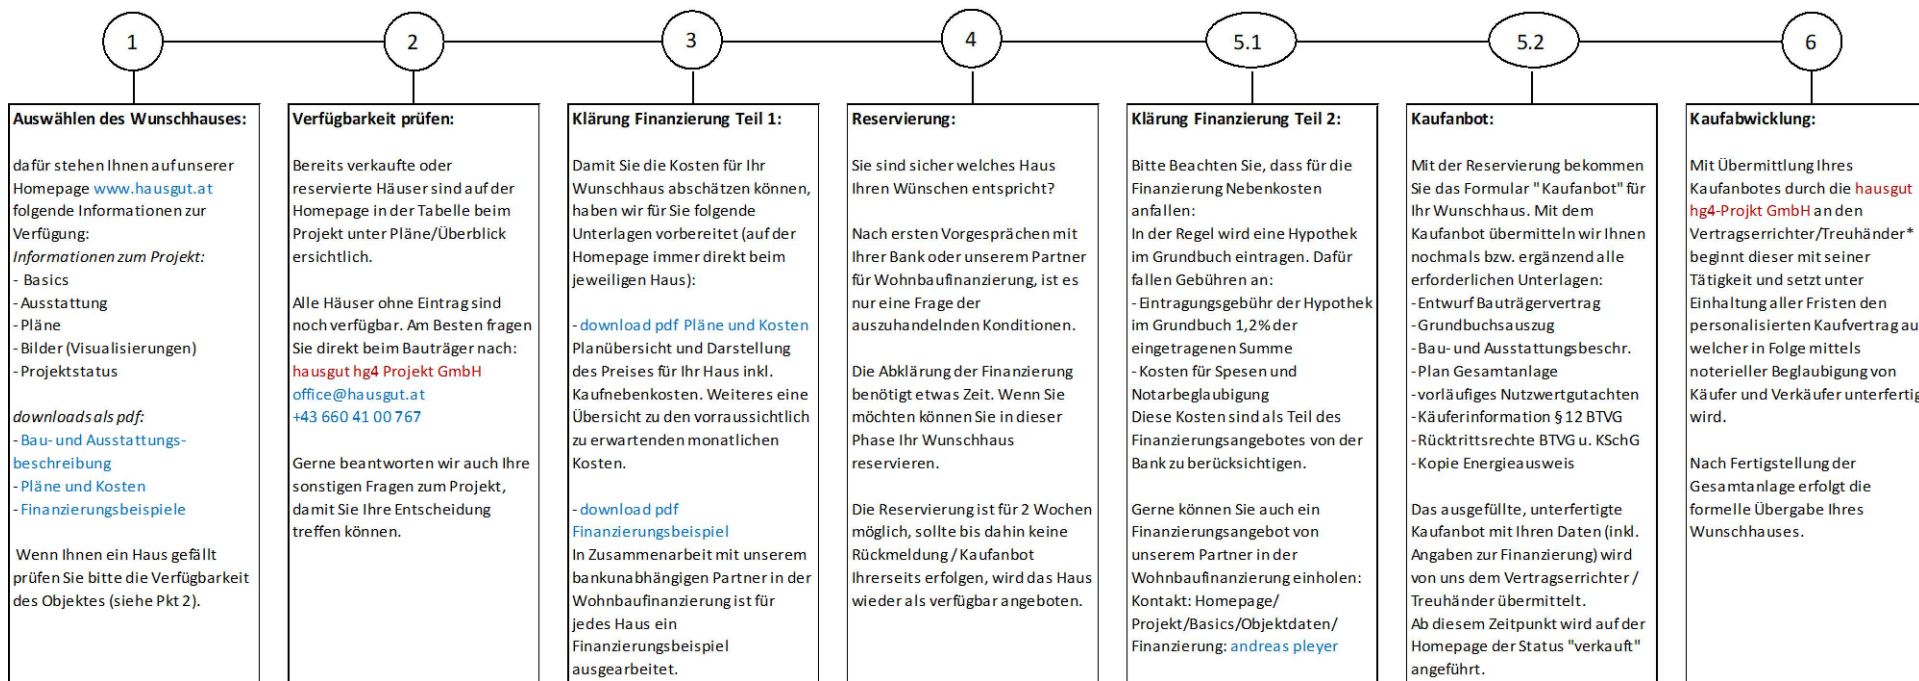 1
2
3
4
5.1
5.2
6
Auswählen des Wunschhauses:
dafür stehen Ihnen auf unserer
Homepage www.hausgut.at
folgende Informationen zur
Verfügung:
Informationen zum Projekt:
- Basics
- Ausstattung
- Pläne
- Bilder (Visualisierungen)
- Projektstatus
downloads als pdf:
- Bau- und Ausstattungs-
beschreibung
- Pläne und Kosten
- Finanzierungsbeispiele
Wenn Ihnen ein Haus gefällt
prüfen Sie bitte die Verfügbarkeit
des Objektes (siehe Pkt 2).
Verfügbarkeit prüfen:
Bereits verkaufte oder
reservierte Häuser sind auf der
Homepage in der Tabelle beim
Projekt unter Pläne/Überblick
ersichtlich.
Alle Häuser ohne Eintrag sind
noch verfügbar. Am Besten fragen
Sie direkt beim Bauträger nach:
hausgut hg4 Projekt GmbH
office@hausgut.at
+43 660 41 00 767
Gerne beantworten wir auch Ihre
sonstigen Fragen zum Projekt,
damit Sie Ihre Entscheidung
treffen können.
Klärung Finanzierung Teil 1:
Damit Sie die Kosten für Ihr
Wunschhaus abschätzen können,
haben wir für Sie folgende
Unterlagen vorbereitet (auf der
Homepage immer direkt beim
jeweiligen Haus):
- download pdf Pläne und Kosten
Planübersicht und Darstellung
des Preises für Ihr Haus inkl.
Kaufnebenkosten. Weiteres eine
Übersicht zu den vorraussichtlich
zu erwartenden monatlichen
Kosten.
- download pdf
Finanzierungsbeispiel
In Zusammenarbeit mit unserem
bankunabhängigen Partner in der
Wohnbaufinanzierung ist für
jedes Haus ein
Finanzierungsbeispiel
ausgearbeitet.
Reservierung:
Sie sind sicher welches Haus
Ihren Wünschen entspricht?
Nach ersten Vorgesprächen mit
Ihrer Bank oder unserem Partner
für Wohnbaufinanzierung, ist es
nur eine Frage der
auszuhandelnden Konditionen.
Die Abklärung der Finanzierung
benötigt etwas Zeit. Wenn Sie
möchten können Sie in dieser
Phase Ihr Wunschhaus
reservieren.
Die Reservierung ist für 2 Wochen
möglich, sollte bis dahin keine
Rückmeldung / Kaufanbot
Ihrerseits erfolgen, wird das Haus
wieder als verfügbar angeboten.
Klärung Finanzierung Teil 2:
Bitte Beachten Sie, dass für die
Finanzierung Nebenkosten
anfallen:
In der Regel wird eine Hypothek
im Grundbuch eintragen. Dafür
fallen Gebühren an:
- Eintragungsgebühr der Hypothek
im Grundbuch 1,2% der
eingetragenen Summe
- Kosten für Spesen und
Notarbeglaubigung
Diese Kosten sind als Teil des
Finanzierungsangebotes von der
Bank zu berücksichtigen.
Gerne können Sie auch ein
Finanzierungsangebot von
unserem Partner in der
Wohnbaufinanzierung einholen:
Kontakt: Homepage/
Projekt/Basics/Objektdaten/
Finanzierung: andreas pleyer
Kaufanbot:
Mit der Reservierung bekommen
Sie das Formular "Kaufanbot" für
Ihr Wunschhaus. Mit dem
Kaufanbot übermitteln wir Ihnen
nochmals bzw. ergänzend alle
erforderlichen Unterlagen:
- Entwurf Bauträgervertrag
- Grundbuchsauszug
- Bau- und Ausstattungsbeschr.
- Plan Gesamtanlage
- vorläufiges Nutzwertgutachten
- Käuferinformation § 12 BTVG
- Rücktrittsrechte BTVG u. KSchG
- Kopie Energieausweis
Das ausgefüllte, unterfertigte
Kaufanbot mit Ihren Daten (inkl.
Angaben zur Finanzierung) wird
von uns dem Vertragserrichter /
Treuhänder übermittelt.
Ab diesem Zeitpunkt wird auf der
Homepage der Status "verkauft"
angeführt.
Kaufabwicklung:
Mit Übermittlung Ihres
Kaufanbotes durch die hausgut
hg4-Projkt GmbH an den
Vertragserrichter/Treuhänder*
beginnt dieser mit seiner
Tätigkeit und setzt unter
Einhaltung aller Fristen den
personalisierten Kaufvertrag au
welcher in Folge mittels
noterieller Beglaubigung von
Käufer und Verkäufer unterfertig
wird.
Nach Fertigstellung der
Gesamtanlage erfolgt die
formelle Übergabe Ihres
Wunschhauses.